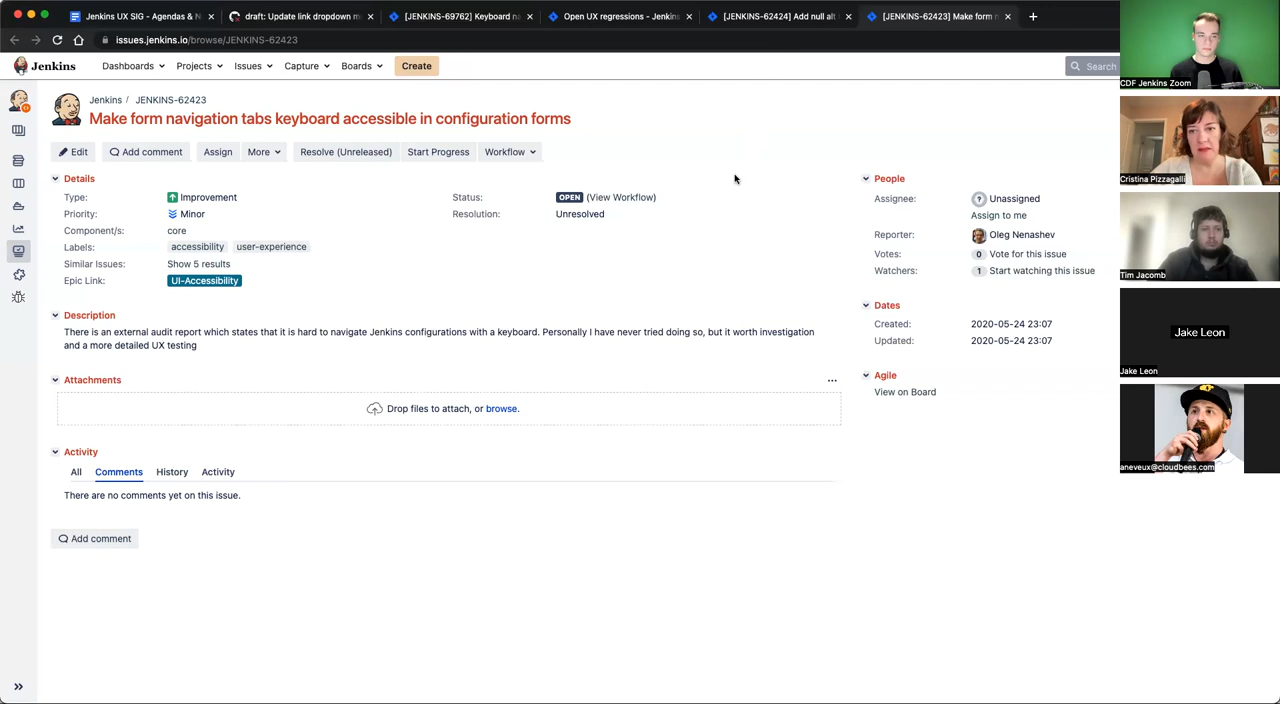 Jenkins UX SIG - Agendas & N
draft: Update link dropdown m
[JENKINS-69762] Keyboard na
Open UX regressions - Jenkins
[JENKINS-62424] Add null alt
[JENKINS-62423] Make form n
issues.jenkins.io/browse/JENKINS-62423
Jenkins
Dashboards
Projects
Issues
Capture
Boards
Create
Search
Jenkins / JENKINS-62423
Make form navigation tabs keyboard accessible in configuration forms
Edit
Add comment
Assign
More
Resolve (Unreleased)
Start Progress
Workflow
Details
Type: Improvement
Status: OPEN (View Workflow)
Priority: Minor
Resolution: Unresolved
Component/s: core
Labels: accessibility user-experience
Similar Issues: Show 5 results
Epic Link: UI-Accessibility
Description
There is an external audit report which states that it is hard to navigate Jenkins configurations with a keyboard. Personally I have never tried doing so, but it worth investigation
and a more detailed UX testing
Attachments
Drop files to attach, or browse.
Activity
All
Comments
History
Activity
There are no comments yet on this issue.
Add comment
People
Assignee: Unassigned
Assign to me
Reporter: Oleg Nenashev
Votes: 0 Vote for this issue
Watchers: 1 Start watching this issue
Dates
Created: 2020-05-24 23:07
Updated: 2020-05-24 23:07
Agile
View on Board
CDF Jenkins Zoom
Cristina Pizzagalli
Tim Jacomb
Jake Leon
Jake Leon
aneveux@cloudbees.com